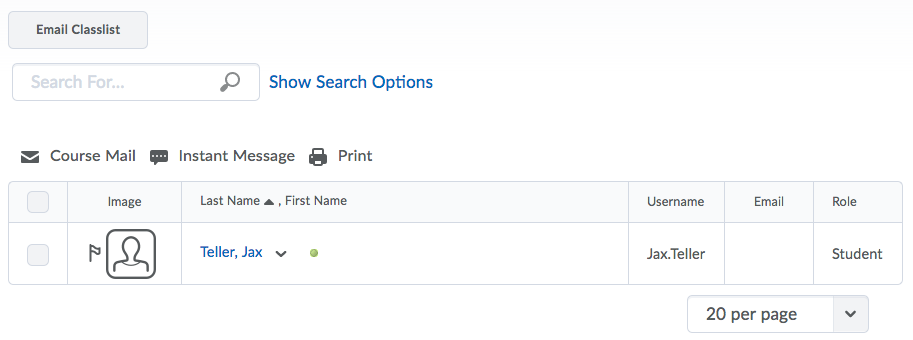 Email Classlist
Search For...
Show Search Options
Course Mail
Instant Message
Print
Image
Last Name , First Name
Username
Email
Role
Teller, Jax
Jax.Teller
Student
20 per page